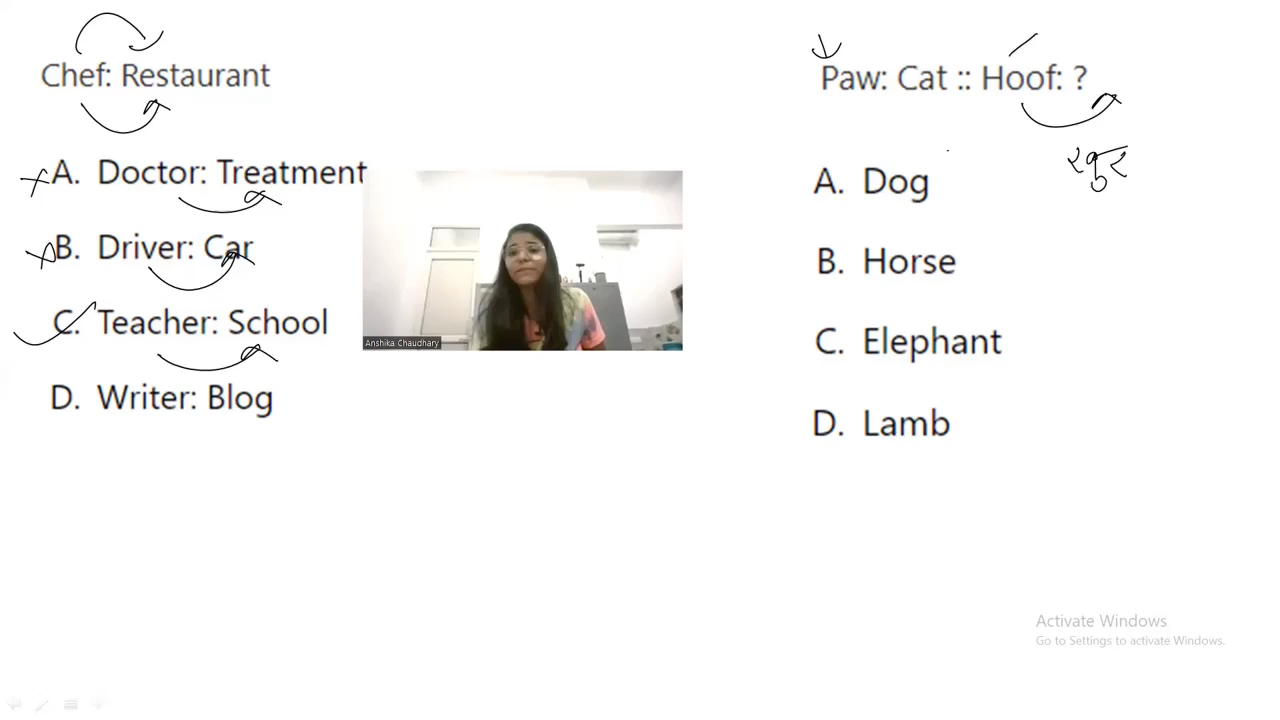 Chef: Restaurant
A. Doctor: Treatment
B. Driver: Car
C. Teacher: School
D. Writer: Blog
Anshika Chaudhary
Paw: Cat :: Hoof: ?
A. Dog
B. Horse
C. Elephant
D. Lamb
Activate Windows
Go to Settings to activate Windows.